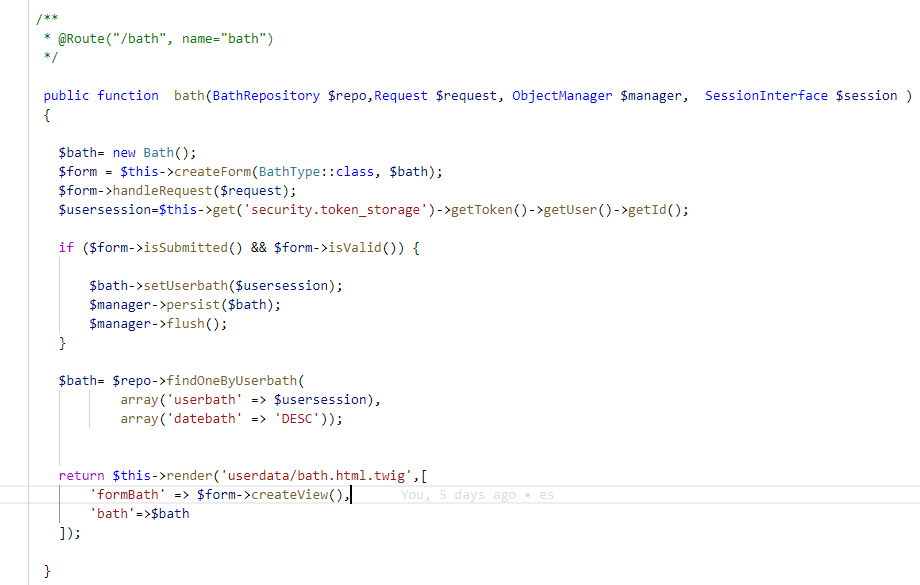 /**
 * @Route("/bath", name="bath")
 */
public function  bath(BathRepository $repo,Request $request, ObjectManager $manager,  SessionInterface $session )
{
$bath= new Bath();
$form = $this->createForm(BathType::class, $bath);
$form->handleRequest($request);
$usersession=$this->get('security.token_storage')->getToken()->getUser()->getId();
if ($form->isSubmitted() && $form->isValid()) {
$bath->setUserbath($usersession);
$manager->persist($bath);
$manager->flush();
}
$bath= $repo->findOneByUserbath(
array('userbath' => $usersession),
array('datebath' => 'DESC'));
return $this->render('userdata/bath.html.twig',[
'formBath' => $form->createView(), You, 5 days ago • es
'bath'=>$bath
]);
}